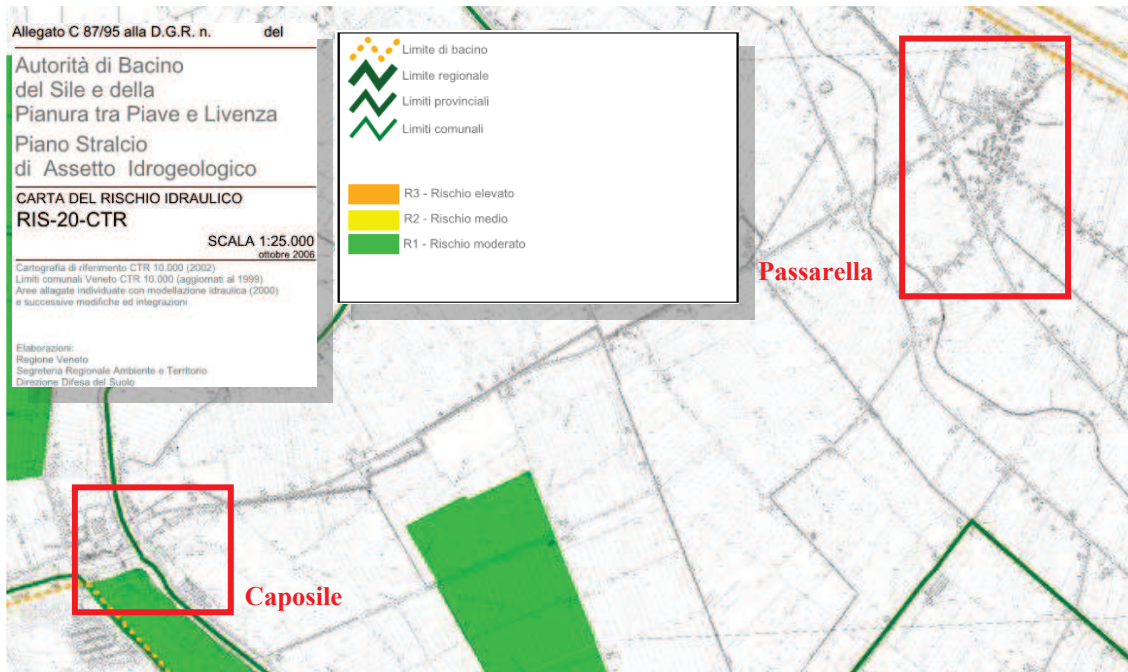 Allegato C 87/95 alla D.G.R. n. del
Autorità di Bacino
del Sile e della
Pianura tra Piave e Livenza
Piano Stralcio
di Assetto Idrogeologico
CARTA DEL RISCHIO IDRAULICO
RIS-20-CTR
SCALA 1:25.000
ottobre 2006
Cartografia di riferimento CTR 10.000 (2002)
Limiti comunali Veneto CTR 10.000 (aggiornati al 1999)
Aree allagate individuate con modellazione idraulica (2000)
e successive modifiche ed integrazioni
Elaborazioni:
Regione Veneto
Segreteria Regionale Ambiente e Territorio
Direzione Difesa del Suolo
Limite di bacino
Limite regionale
Limiti provinciali
Limiti comunali
R3 - Rischio elevato
R2 - Rischio medio
R1 - Rischio moderato
Passarella
Caposile